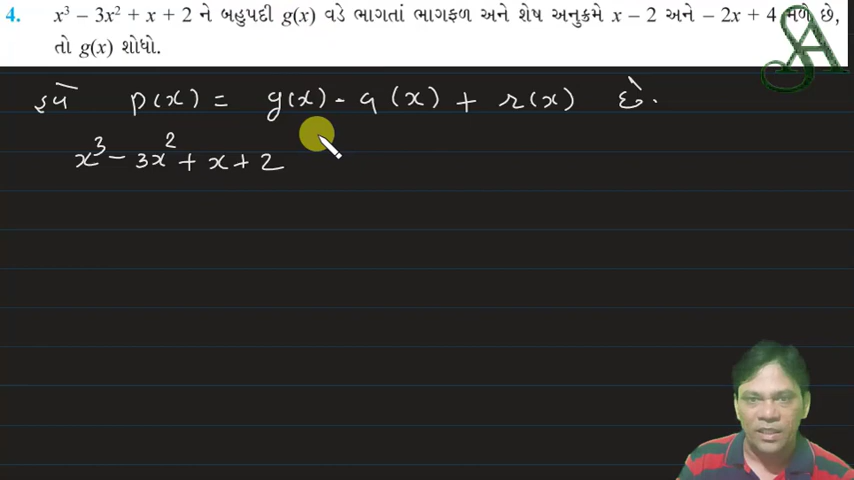 4. x³ – 3x² + x + 2 ને બહુપદી g(x) વડે ભાગતાં ભાગફળ અને શેષ અનુક્રમે x – 2 અને – 2x + 4 મળે છે,
તો g(x) શોધો.
હવે p(x) = g(x) - q(x) + r(x) છે.
x³ – 3x² + x + 2
SA